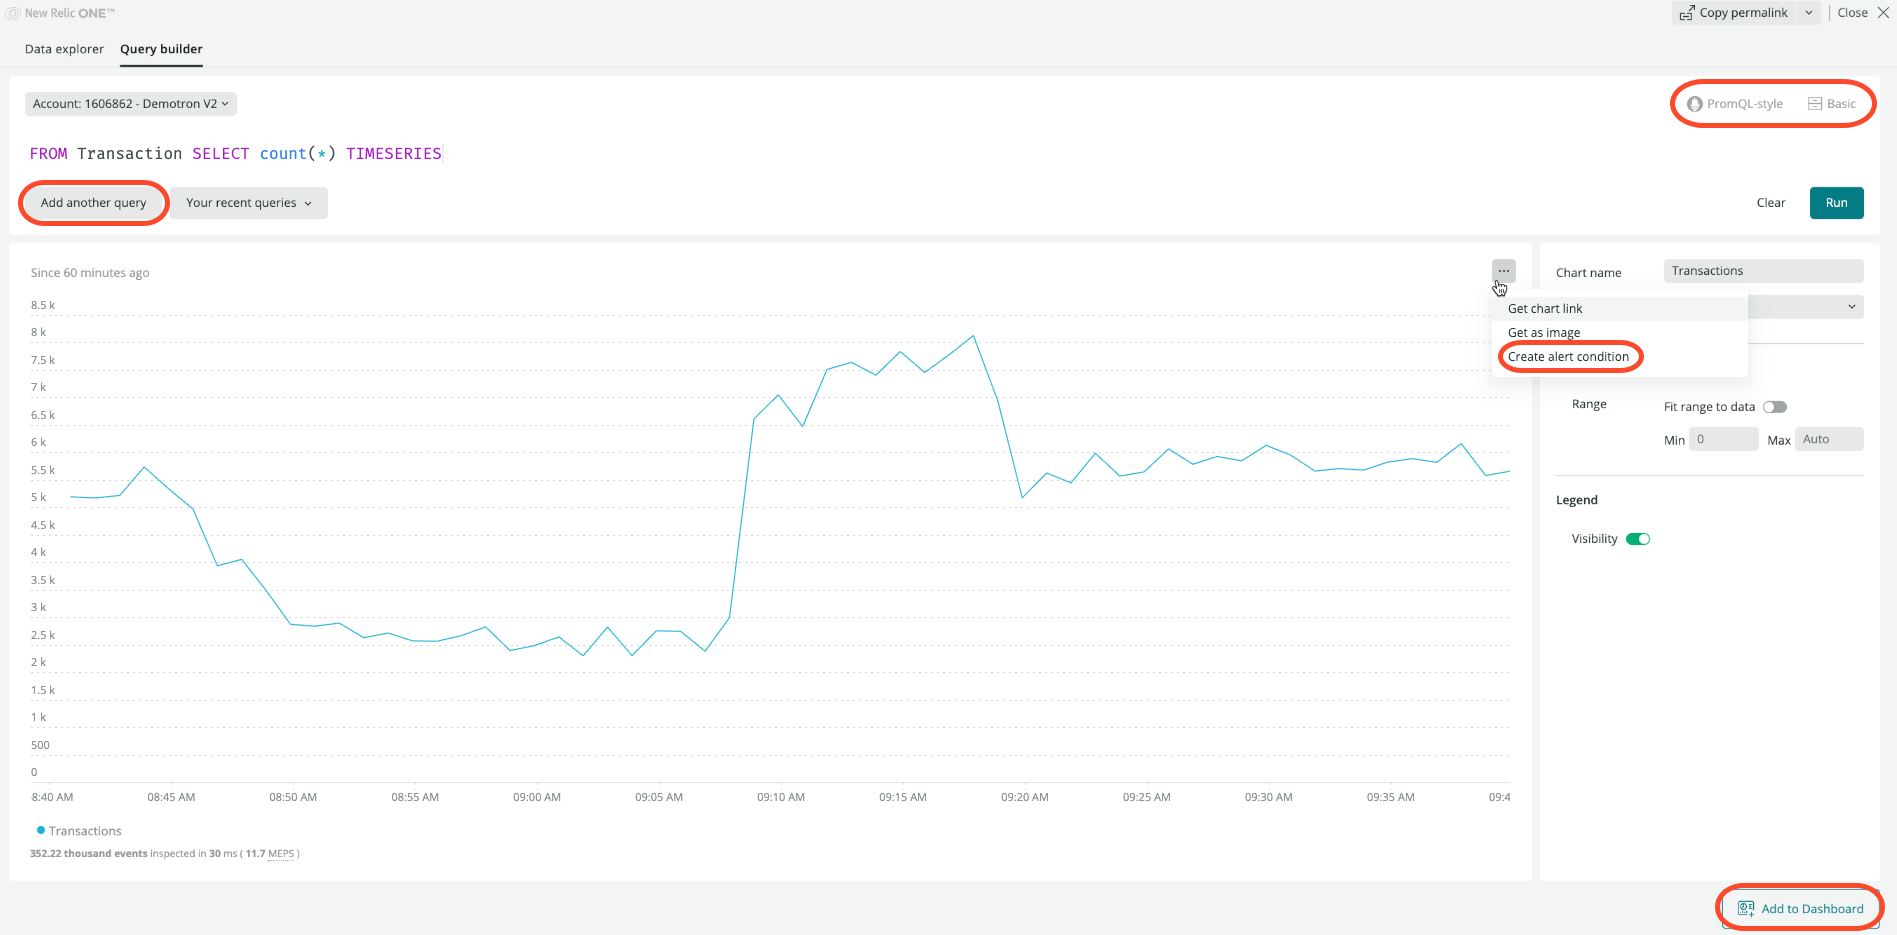 New Relic ONE™
Copy permalink
Close
Data explorer
Query builder
Account: 1606862 - Demotron V2
PromQL-style
Basic
FROM Transaction SELECT count(*) TIMESERIES
Add another query
Your recent queries
Clear
Run
Since 60 minutes ago
...
Get chart link
Get as image
Create alert condition
Chart name
Transactions
Range
Fit range to data
Min
0
Max
Auto
Legend
Visibility
8.5 k
8 k
7.5 k
7 k
6.5 k
6 k
5.5 k
5 k
4.5 k
4 k
3.5 k
3 k
2.5 k
2 k
1.5 k
1 k
500
0
8:40 AM
08:45 AM
08:50 AM
08:55 AM
09:00 AM
09:05 AM
09:10 AM
09:15 AM
09:20 AM
09:25 AM
09:30 AM
09:35 AM
09:4
Transactions
352.22 thousand events inspected in 30 ms ( 11.7 MEPS )
Add to Dashboard